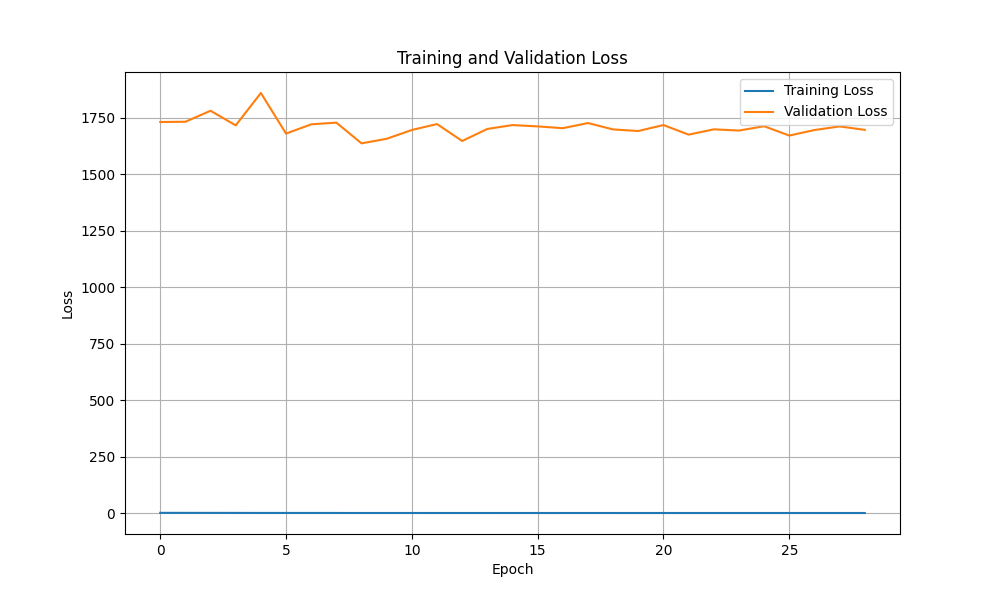 Training and Validation Loss
Training Loss
Validation Loss
1750
1500
1250
1000
750
500
250
0
Loss
0 5 10 15 20 25
Epoch